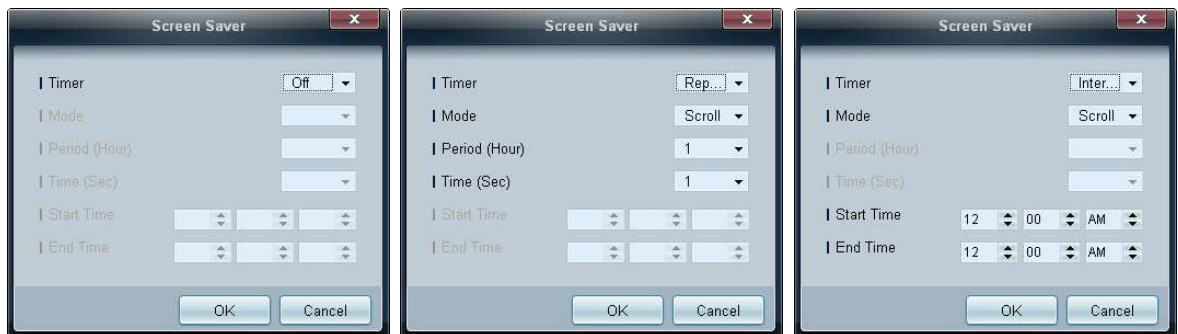 Screen Saver
Timer Off
Mode
Period (Hour)
Time (Sec)
Start Time
End Time
OK Cancel
Screen Saver
Timer Rep...
Mode Scroll
Period (Hour) 1
Time (Sec) 1
Start Time
End Time
OK Cancel
Screen Saver
Timer Inter...
Mode Scroll
Period (Hour)
Time (Sec)
Start Time 12 00 AM
End Time 12 00 AM
OK Cancel